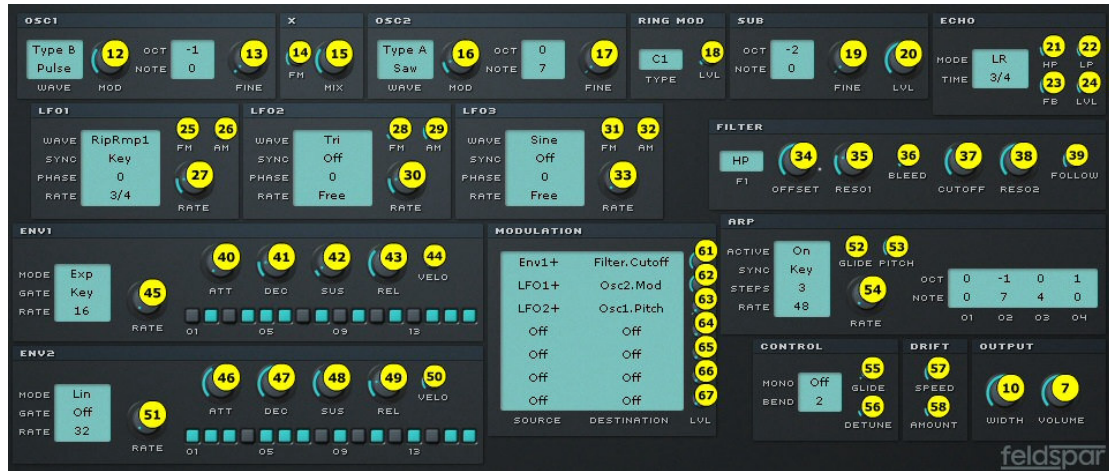 OSC1
Type B
Pulse
WAVE
12
MOD
OCT -1
NOTE 0
13
FINE
X
14
FM
15
MIX
OSC2
Type A
Saw
WAVE
16
MOD
OCT 0
NOTE 7
17
FINE
RING MOD
C1
TYPE
18
LVL
SUB
OCT -2
NOTE 0
19
FINE
20
LVL
ECHO
MODE LR
TIME 3/4
21 22
HP LP
23 24
FB LVL
LFO1
WAVE RipRmp1
SYNC Key
PHASE 0
RATE 3/4
25 26
FM AM
27
RATE
LFO2
WAVE Tri
SYNC Off
PHASE 0
RATE Free
28 29
FM AM
30
RATE
LFO3
WAVE Sine
SYNC Off
PHASE 0
RATE Free
31 32
FM AM
33
RATE
FILTER
HP
F1
34 35 36 37 38 39
OFFSET RESO1 BLEED CUTOFF RESO2 FOLLOW
ENV1
MODE Exp
GATE Key
RATE 16
45
RATE
40 41 42 43 44
ATT DEC SUS REL VELO
01 05 09 13
ENV2
MODE Lin
GATE Off
RATE 32
51
RATE
46 47 48 49 50
ATT DEC SUS REL VELO
01 05 09 13
MODULATION
Env1+ Filter.Cutoff 61
LFO1+ Osc2.Mod 62
LFO2+ Osc1.Pitch 63
Off Off 64
Off Off 65
Off Off 66
Off Off 67
SOURCE DESTINATION LVL
ARP
ACTIVE On
SYNC Key
STEPS 3
RATE 48
52 53
GLIDE PITCH
54
RATE
OCT 0 -1 0 1
NOTE 0 7 4 0
01 02 03 04
CONTROL
MONO Off
BEND 2
55
GLIDE
56
DETUNE
DRIFT
57
SPEED
58
AMOUNT
OUTPUT
10 7
WIDTH VOLUME
feldspar